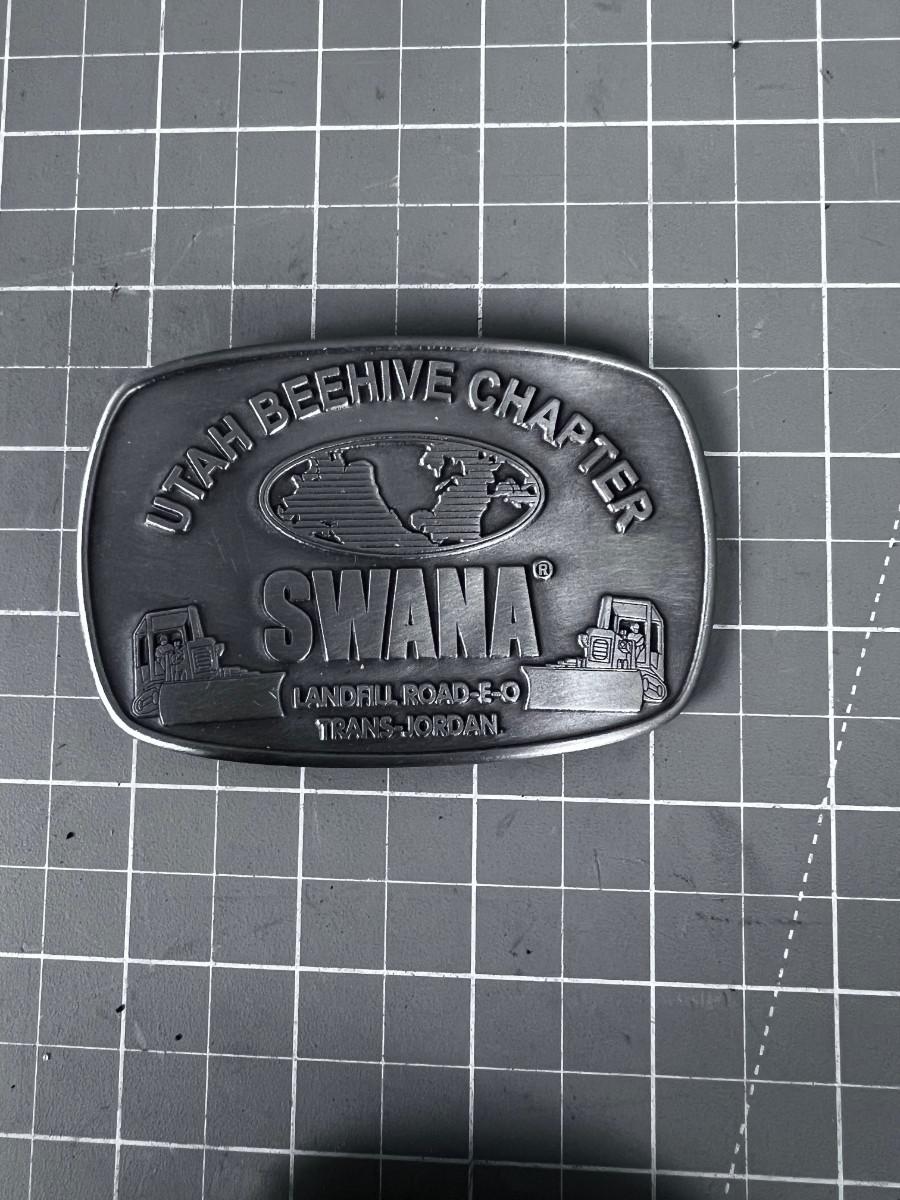 UTAH BEEHIVE CHAPTER
SWANA®
LANDFILL ROAD-E-O
TRANS-JORDAN